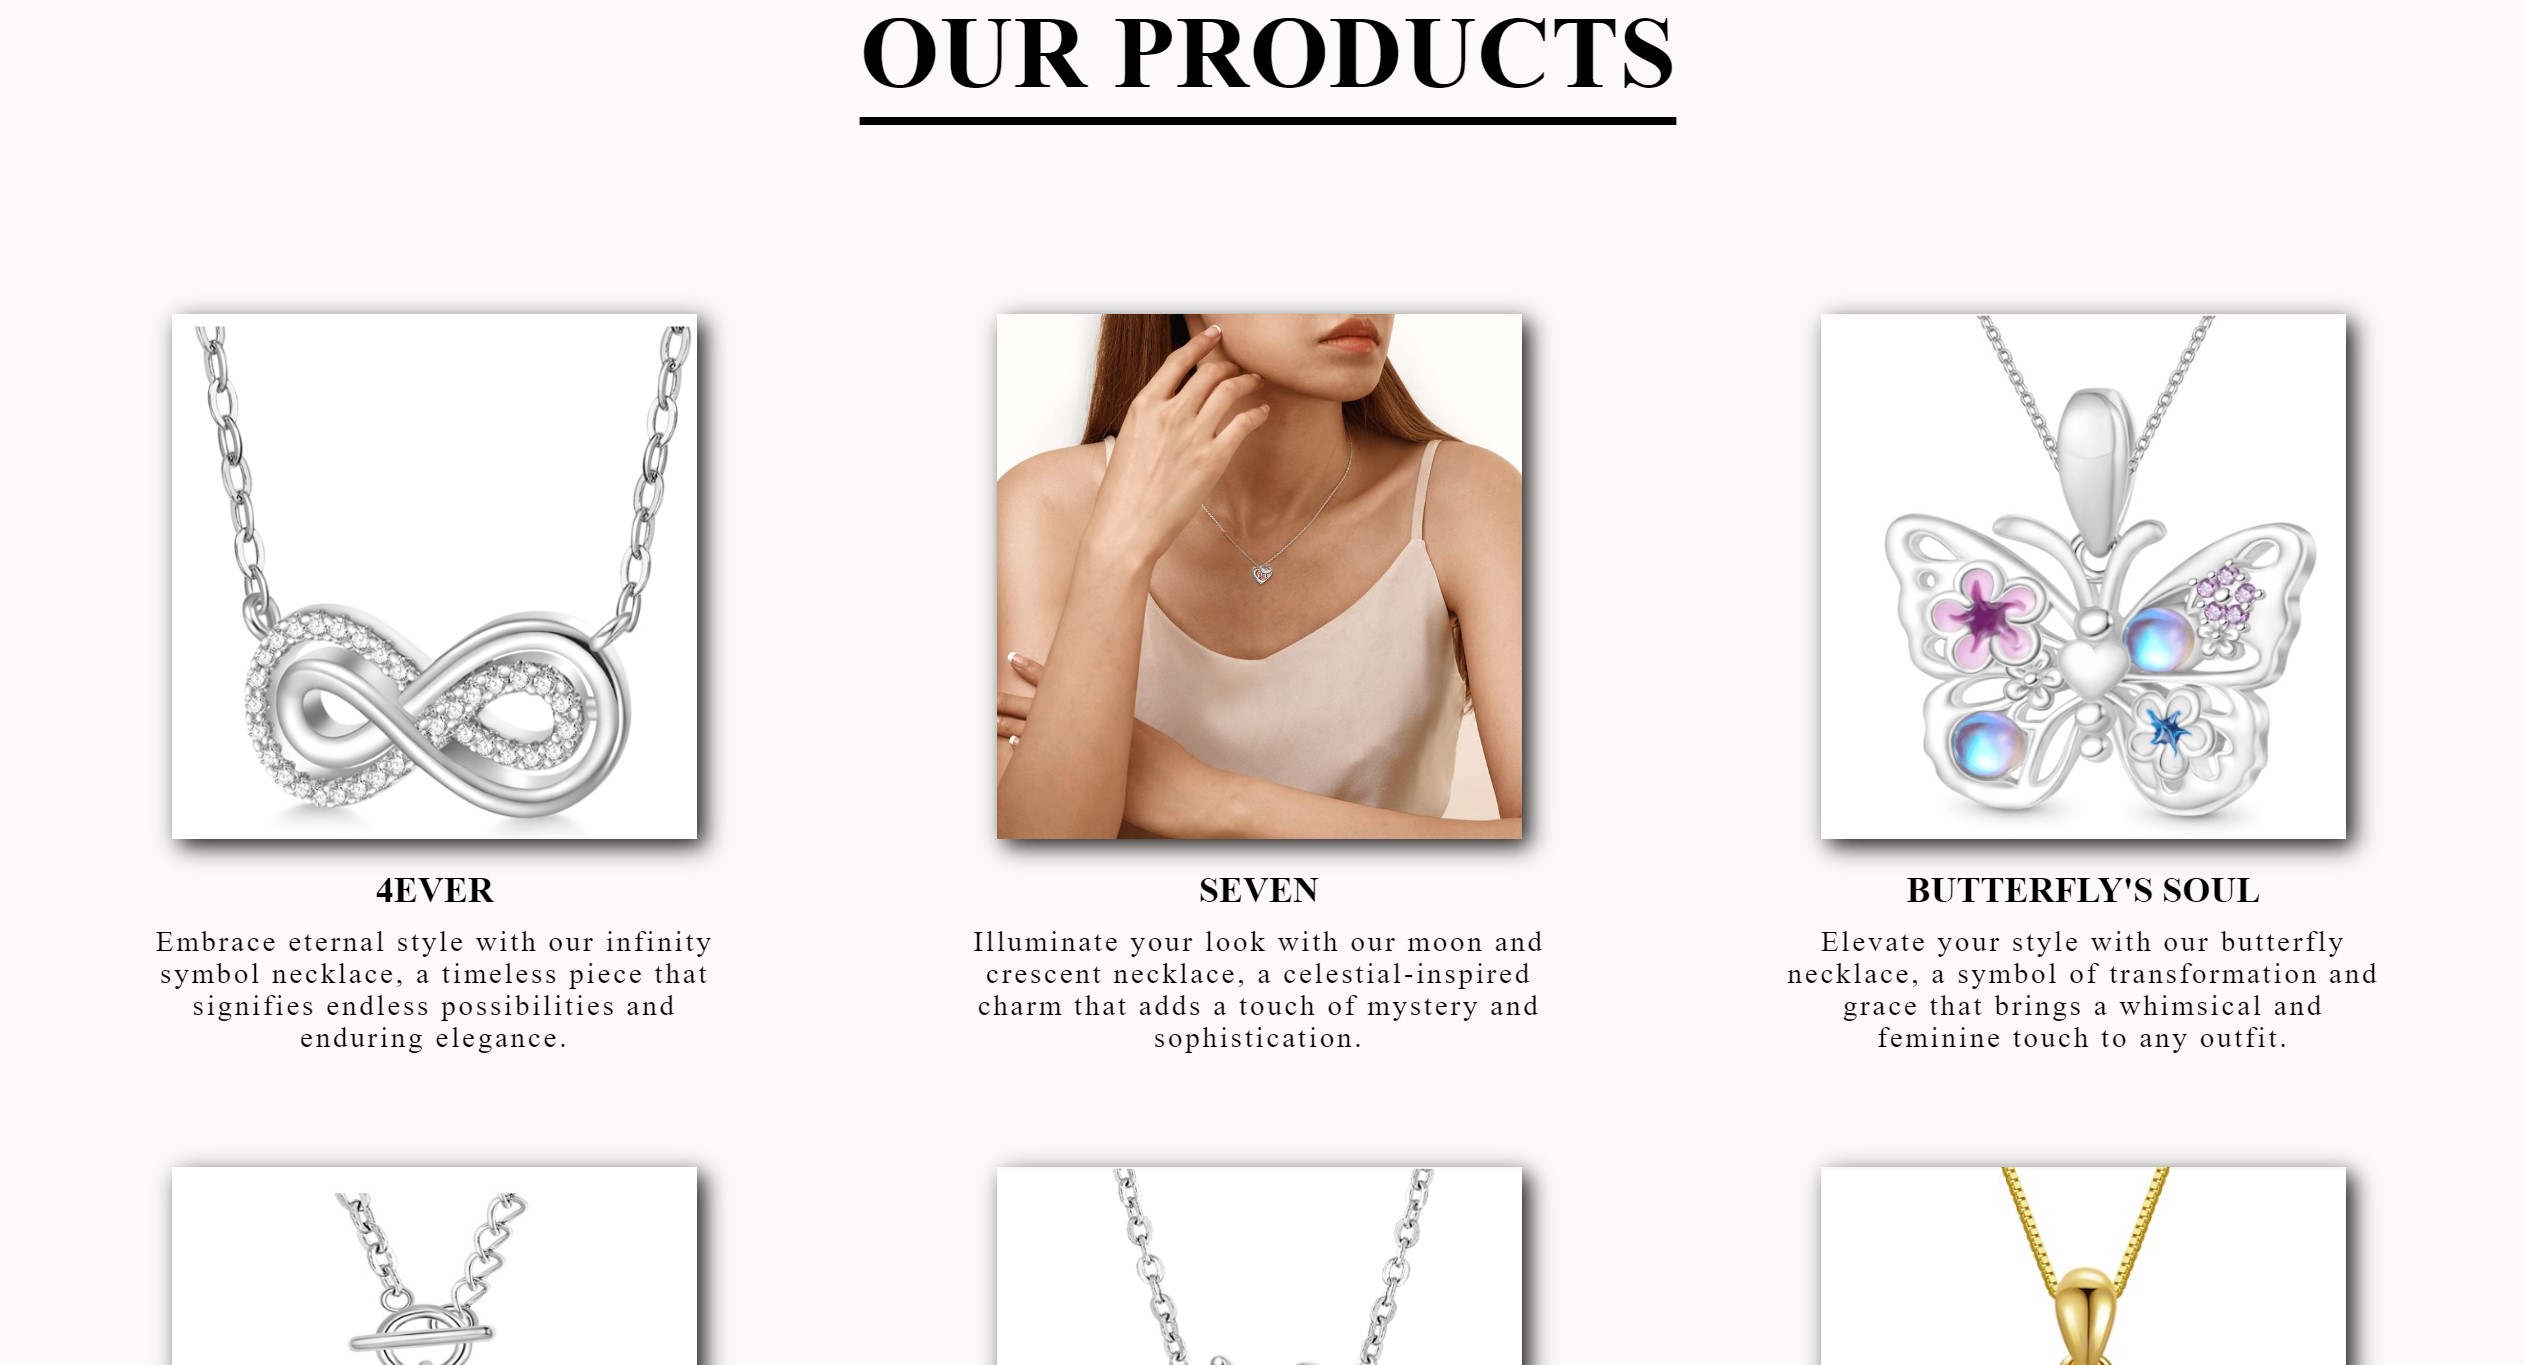 OUR PRODUCTS
4EVER
Embrace eternal style with our infinity
symbol necklace, a timeless piece that
signifies endless possibilities and
enduring elegance.
SEVEN
Illuminate your look with our moon and
crescent necklace, a celestial-inspired
charm that adds a touch of mystery and
sophistication.
BUTTERFLY'S SOUL
Elevate your style with our butterfly
necklace, a symbol of transformation and
grace that brings a whimsical and
feminine touch to any outfit.